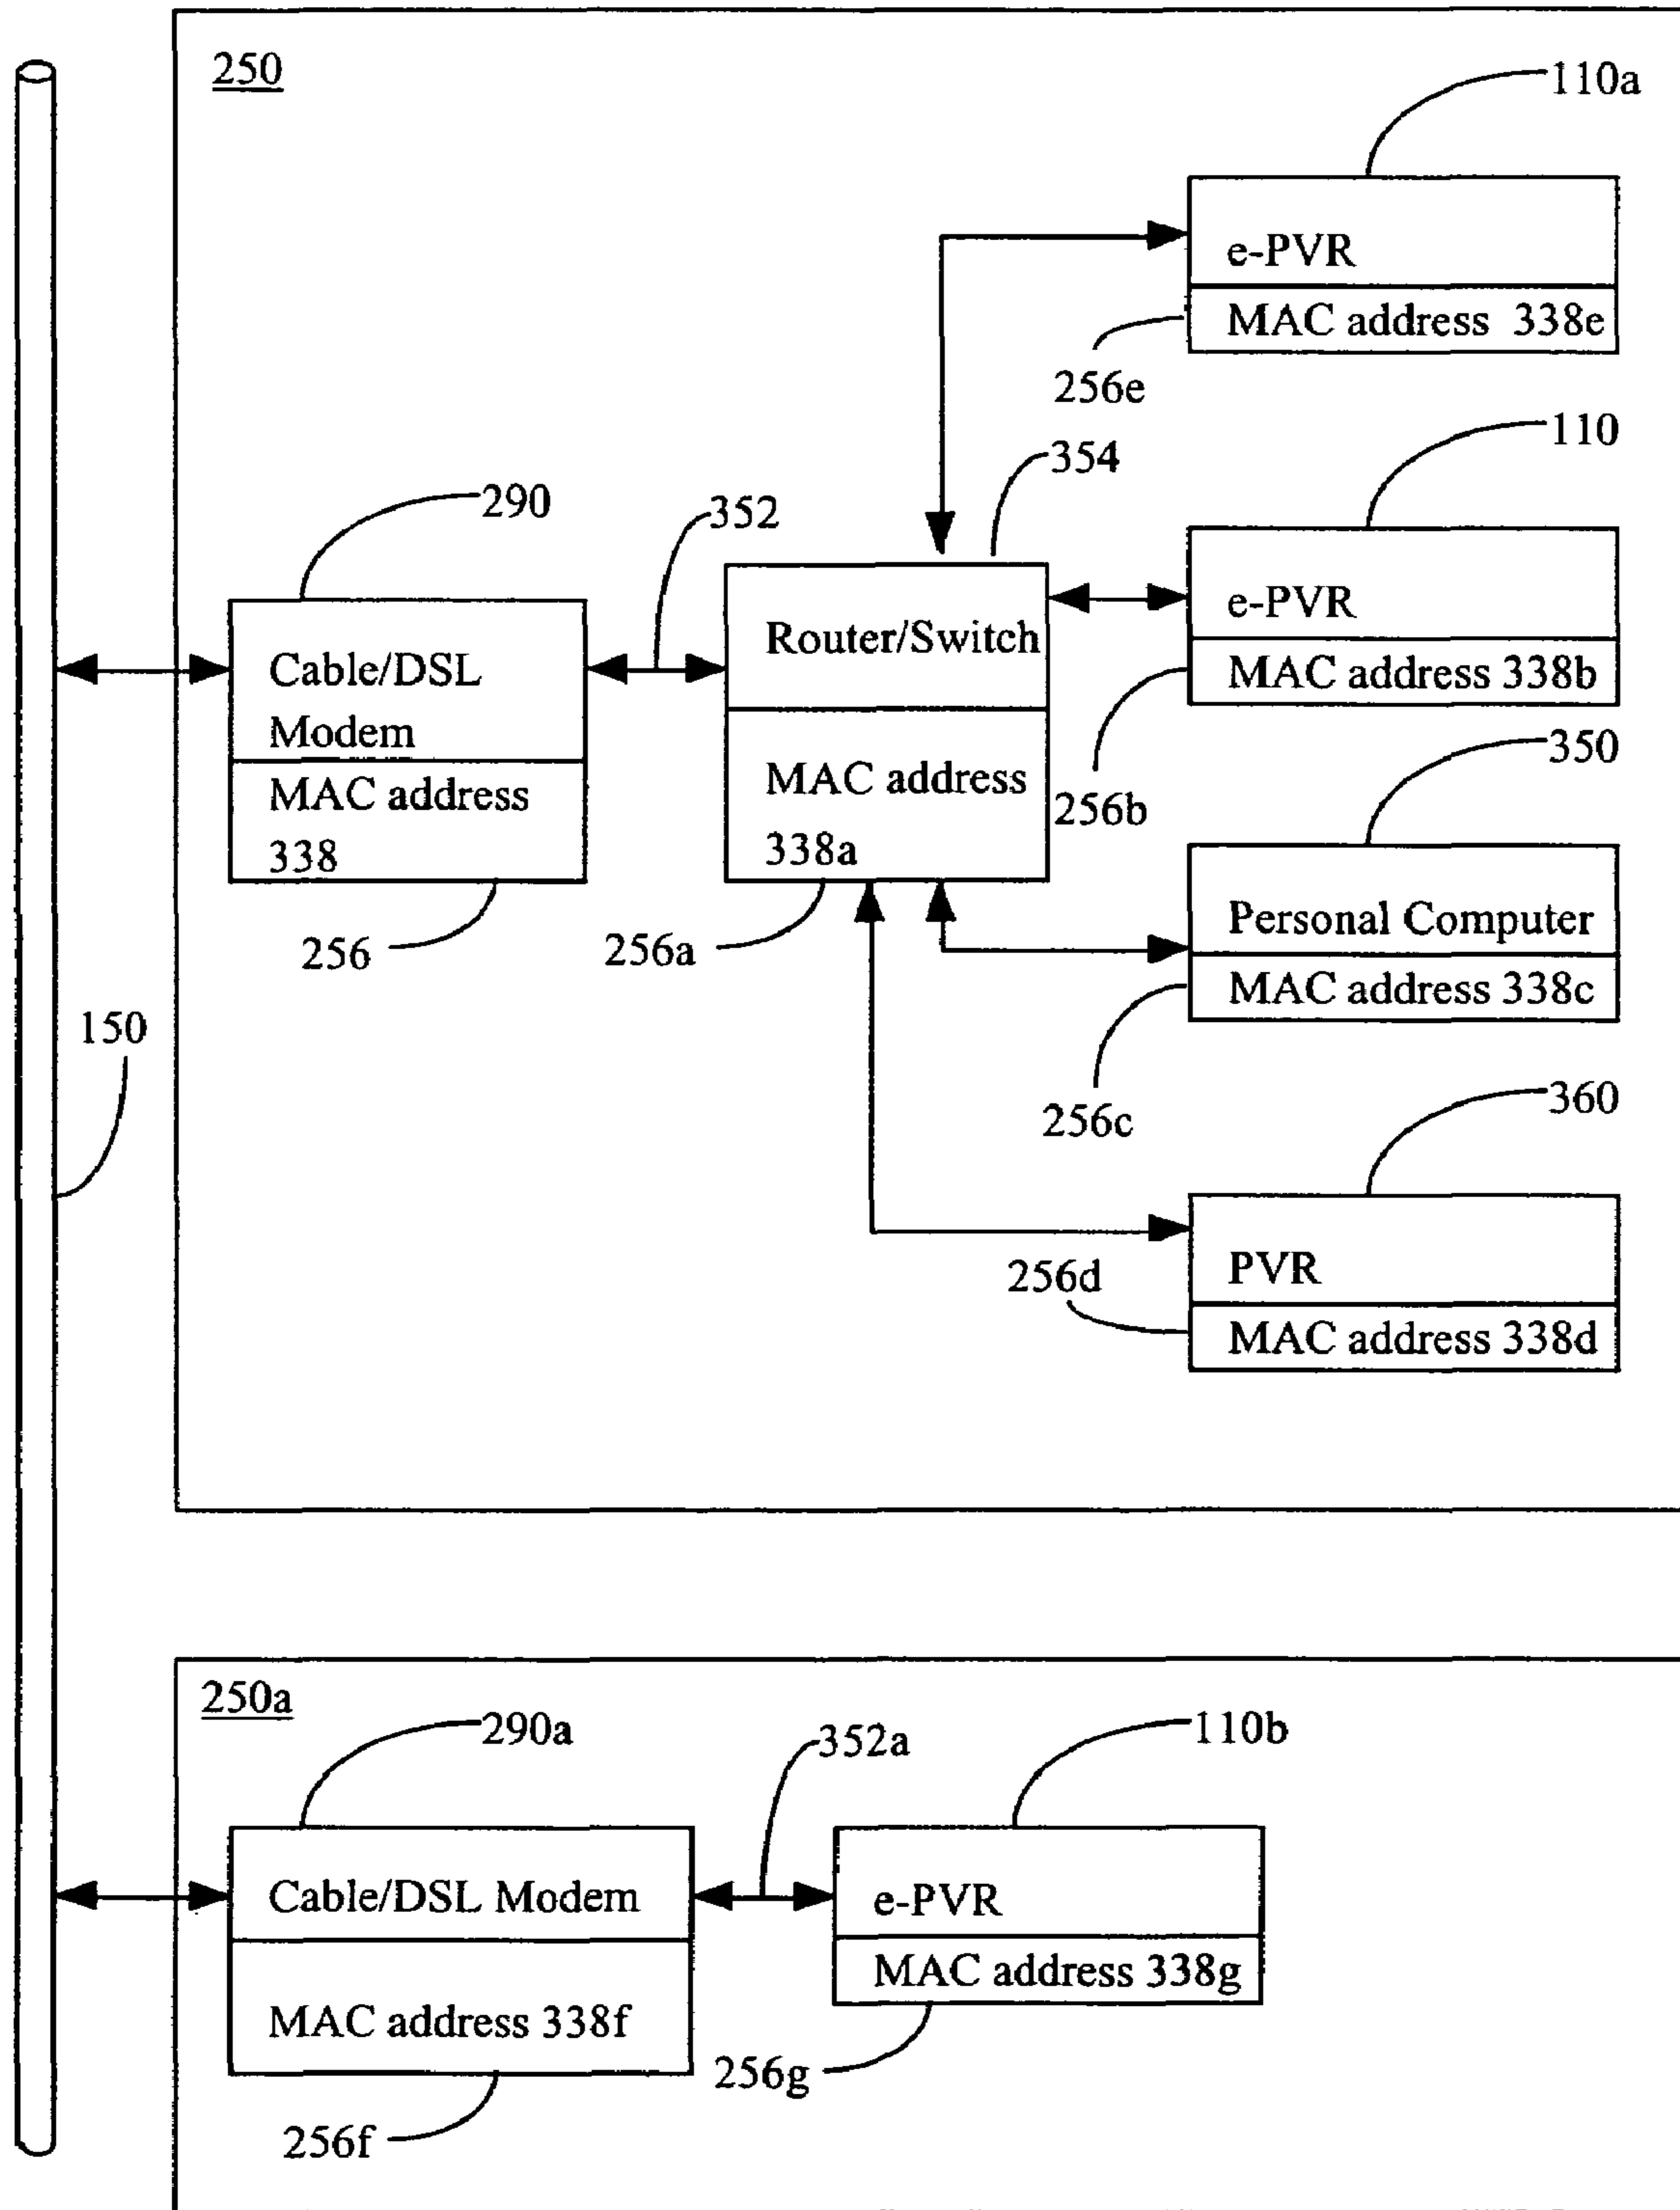 250
110a
e-PVR
MAC address 338e
256e
110
354
290
352
e-PVR
Router/Switch
Cable/DSL
Modem
MAC address 338b
350
MAC address
338a
MAC address
338
256b
Personal Computer
256
256a
MAC address 338c
150
360
256c
PVR
256d
MAC address 338d
250a
290a
352a
110b
Cable/DSL Modem
e-PVR
MAC address 338g
MAC address 338f
256g
256f